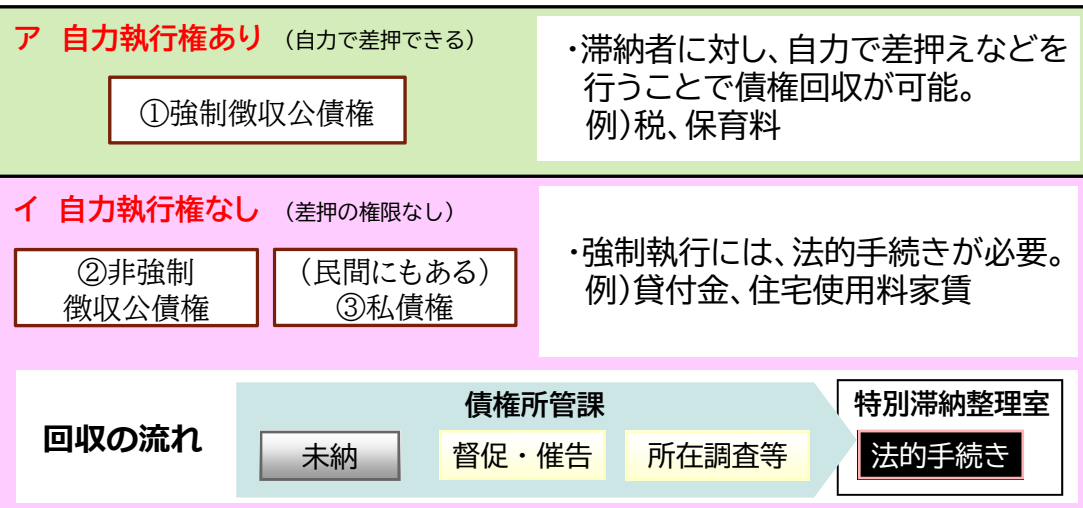 ア 自力執行権あり （自力で差押できる）
①強制徴収公債権
・滞納者に対し、自力で差押えなどを
行うことで債権回収が可能。
例）税、保育料
イ 自力執行権なし （差押の権限なし）
②非強制
徴収公債権
（民間にもある）
③私債権
・強制執行には、法的手続きが必要。
例）貸付金、住宅使用料家賃
回収の流れ
債権所管課
未納
督促・催告
所在調査等
特別滞納整理室
法的手続き